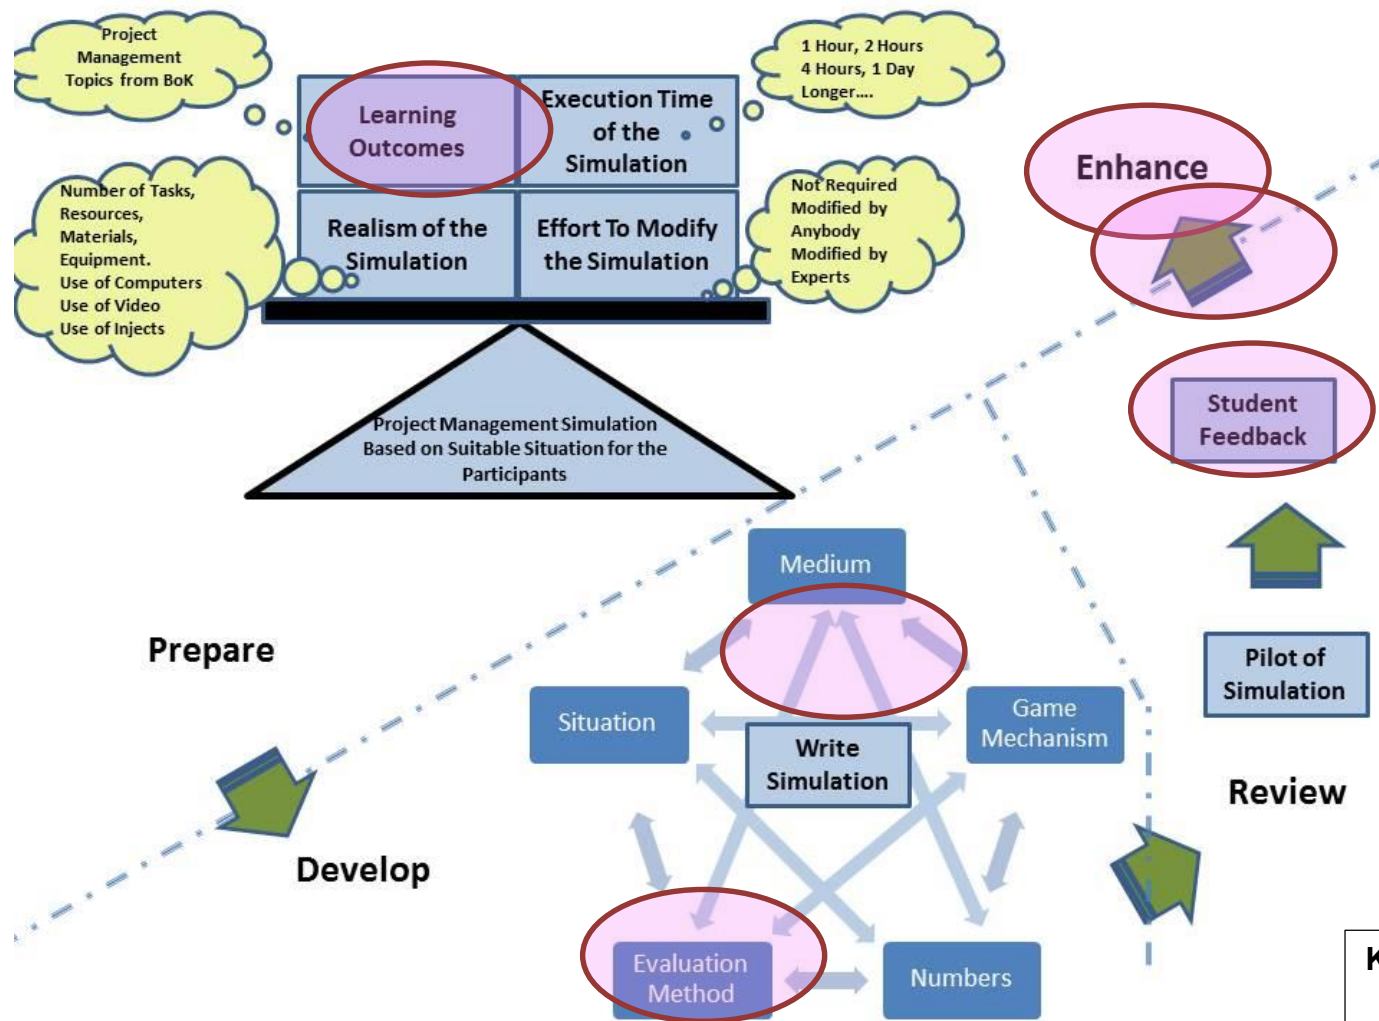 Project
Management
Topics from BoK
Learning
Outcomes
Execution Time
of the
Simulation
1 Hour, 2 Hours
4 Hours, 1 Day
Longer....
Number of Tasks,
Resources,
Materials,
Equipment.
Use of Computers
Use of Video
Use of Injects
Realism of the
Simulation
Effort To Modify
the Simulation
Not Required
Modified by
Anybody
Modified by
Experts
Project Management Simulation
Based on Suitable Situation for the
Participants
Enhance
Student
Feedback
Pilot of
Simulation
Review
Prepare
Develop
Medium
Situation
Game
Mechanism
Write
Simulation
Evaluation
Method
Numbers
K